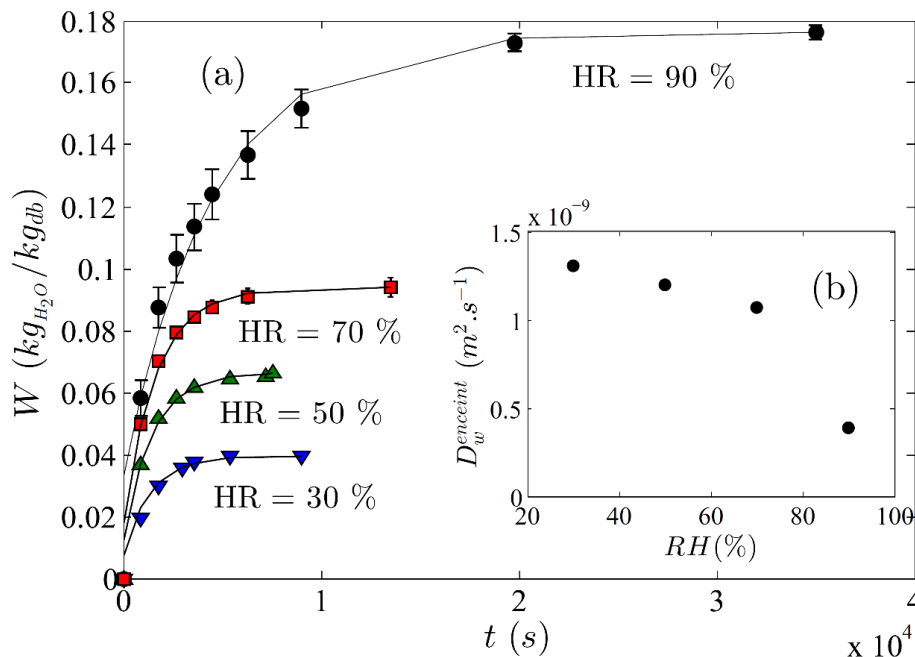 0.18
0.16
0.14
0.12
0.1
0.08
0.06
0.04
0.02
0
W (kg_{H_2O}/kg_{db})
(a)
HR = 90 %
HR = 70 %
HR = 50 %
HR = 30 %
0 1 2 3 4
t (s)
x 10^4
x 10^{-9}
1.5
1
0.5
0
D_w^{enceint} (m^2.s^{-1})
(b)
20 40 60 80 100
RH(%)